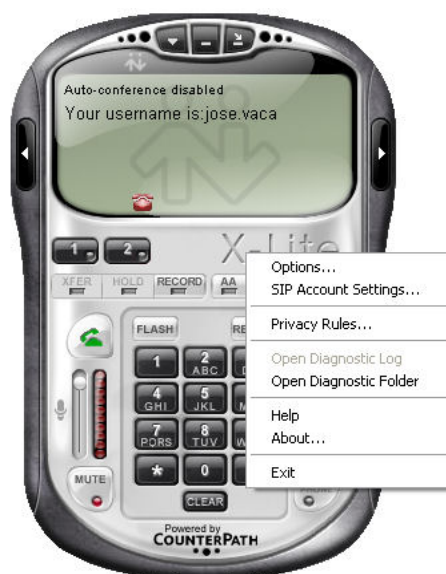 Auto-conference disabled
Your username is:jose.vaca
1 2
X-Lite
XFER HOLD RECORD AA
Options...
SIP Account Settings...
Privacy Rules...
Open Diagnostic Log
Open Diagnostic Folder
Help
About...
Exit
FLASH
1 2
ABC
4 5
GHI JKL
7 8
PQRS TUV
* 0
MUTE
CLEAR
Powered by
COUNTERPATH